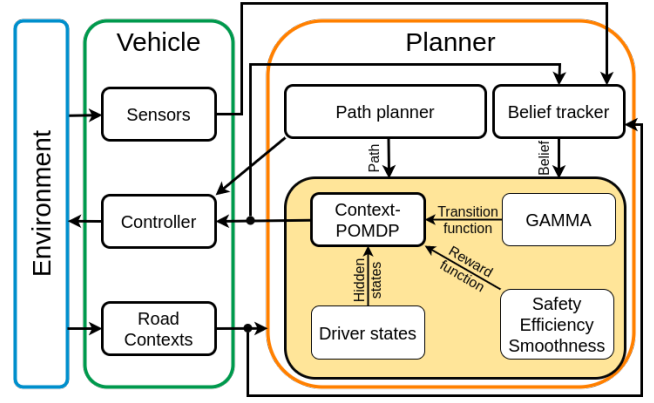 Vehicle
Planner
Environment
Sensors
Path planner
Belief tracker
Path
Belief
Controller
Context-
POMDP
Transition
function
GAMMA
Reward
function
Hidden
states
Road
Contexts
Driver states
Safety
Efficiency
Smoothness